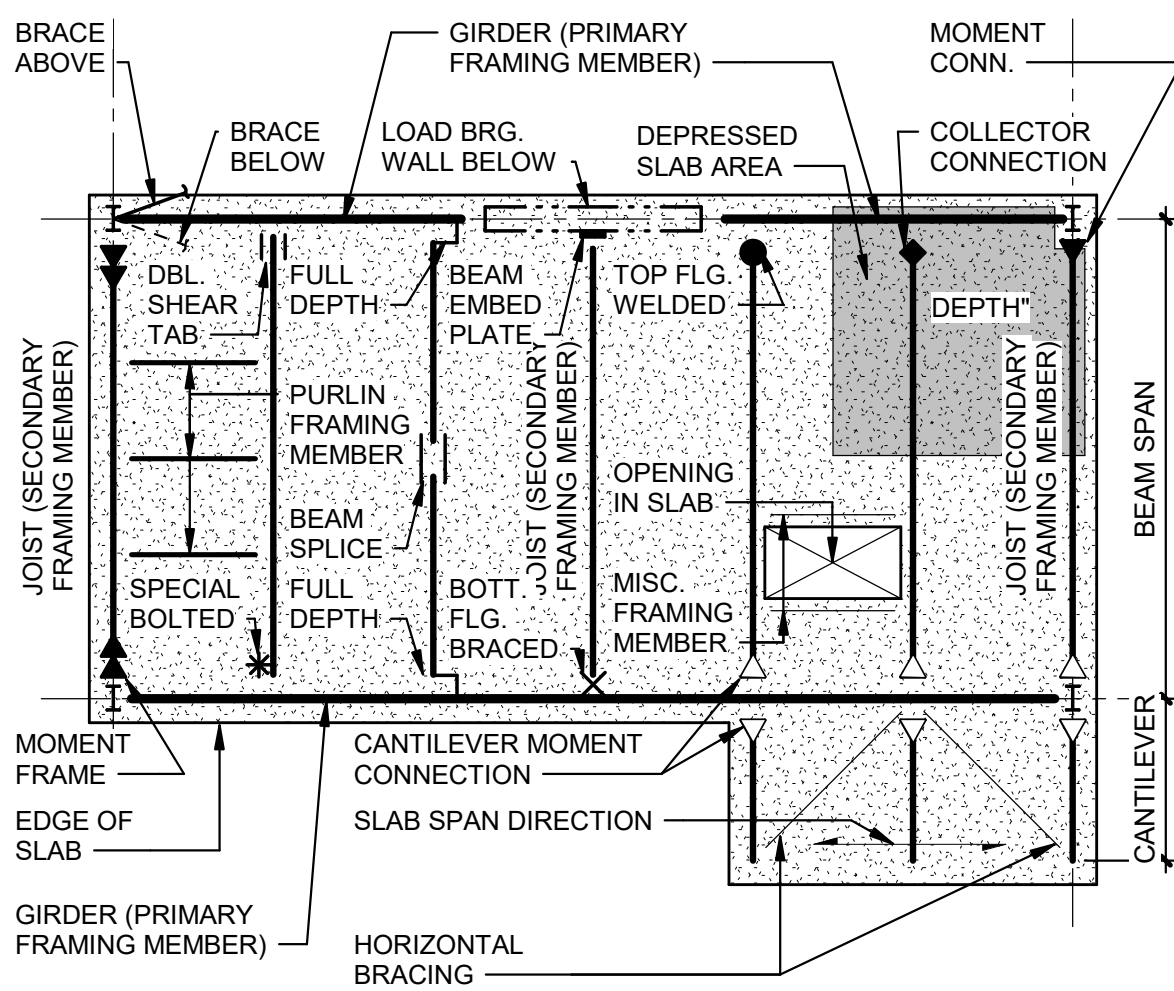 BRACE
ABOVE
GIRDER (PRIMARY
FRAMING MEMBER)
MOMENT
CONN.
BRACE
BELOW
LOAD BRG.
WALL BELOW
DEPRESSED
SLAB AREA
COLLECTOR
CONNECTION
DBL.
SHEAR
TAB
FULL
DEPTH
BEAM
EMBED
PLATE
TOP FLG.
WELDED
DEPTH"
JOIST (SECONDARY
FRAMING MEMBER)
PURLIN
FRAMING
MEMBER
JOIST (SECONDARY
FRAMING MEMBER)
OPENING
IN SLAB
JOIST (SECONDARY
FRAMING MEMBER)
BEAM SPAN
BEAM
SPLICE
SPECIAL
BOLTED
FULL
DEPTH
BOTT.
FLG.
BRACED
MISC.
FRAMING
MEMBER
MOMENT
FRAME
CANTILEVER MOMENT
CONNECTION
CANTILEVER
EDGE OF
SLAB
SLAB SPAN DIRECTION
GIRDER (PRIMARY
FRAMING MEMBER)
HORIZONTAL
BRACING